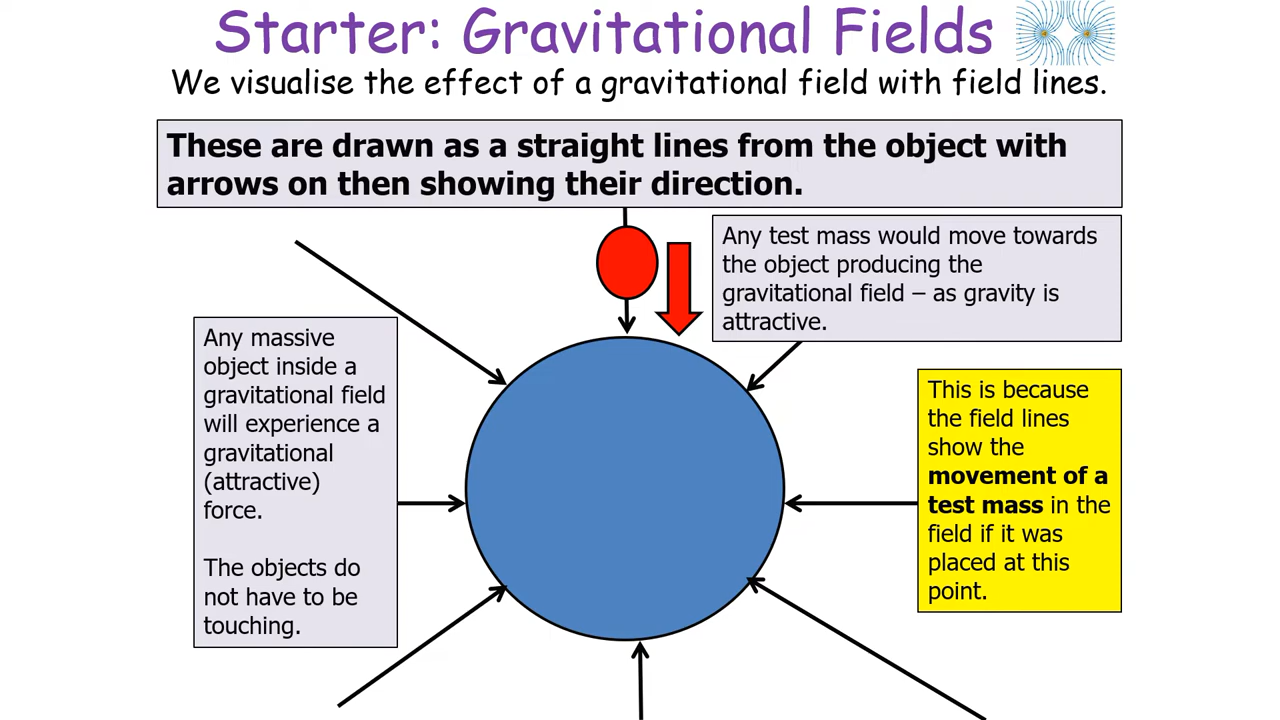 Starter: Gravitational Fields
We visualise the effect of a gravitational field with field lines.
These are drawn as a straight lines from the object with
arrows on then showing their direction.
Any test mass would move towards
the object producing the
gravitational field – as gravity is
attractive.
Any massive
object inside a
gravitational field
will experience a
gravitational
(attractive)
force.
The objects do
not have to be
touching.
This is because
the field lines
show the
movement of a
test mass in the
field if it was
placed at this
point.